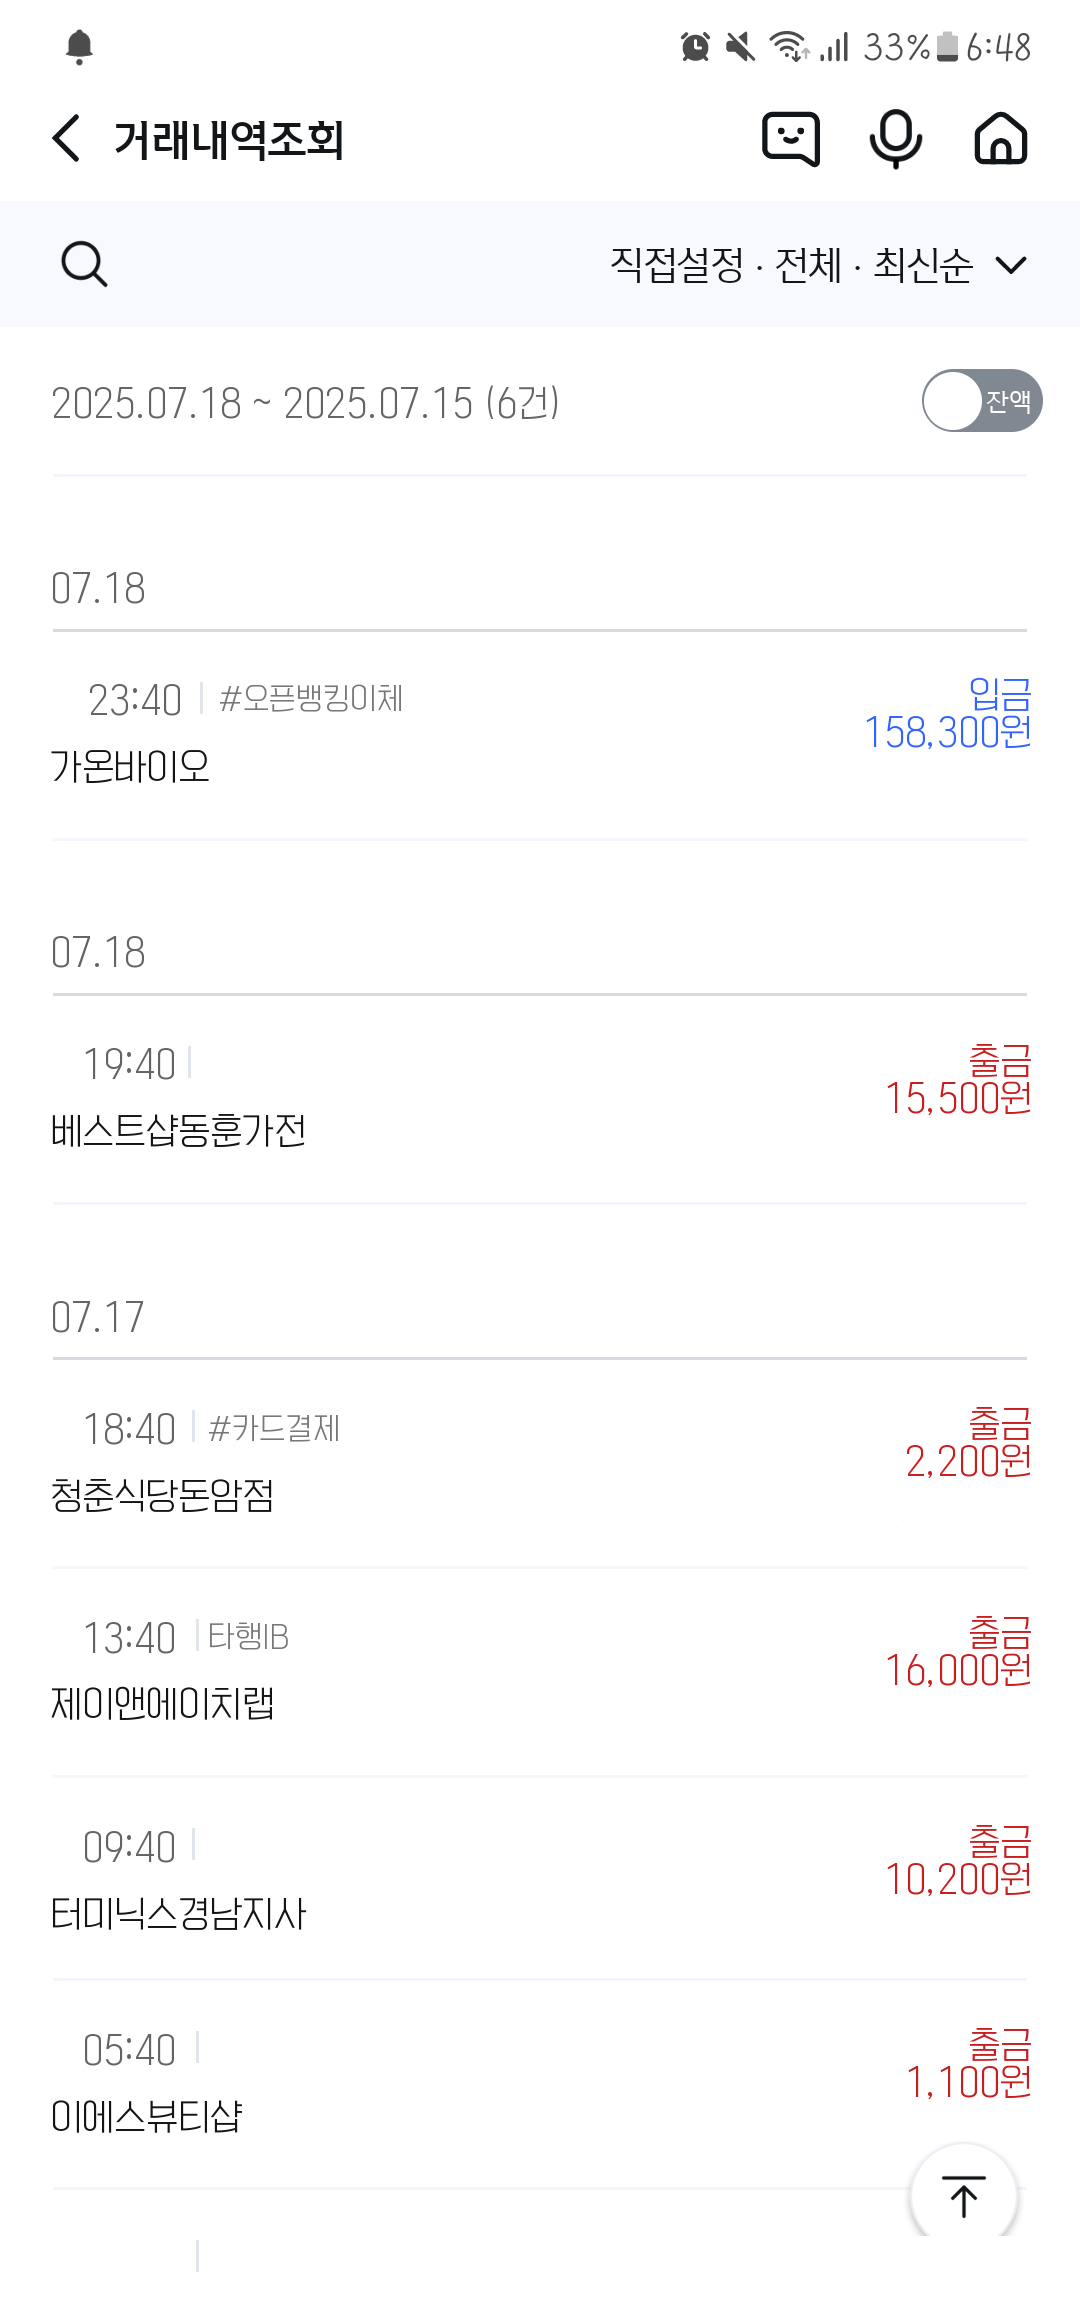 33% 6:48
거래내역조회
직접설정 · 전체 · 최신순
2025.07.18 ~ 2025.07.15 (6건)
잔액
07.18
23:40 #오픈뱅킹이체
입금
158,300원
가온바이오
07.18
19:40
출금
15,500원
베스트샵동훈가전
07.17
18:40 #카드결제
출금
2,200원
청춘식당돈암점
13:40 타행IB
출금
16,000원
제이앤에이치랩
09:40
출금
10,200원
터미닉스경남지사
05:40
출금
1,100원
이에스뷰티샵